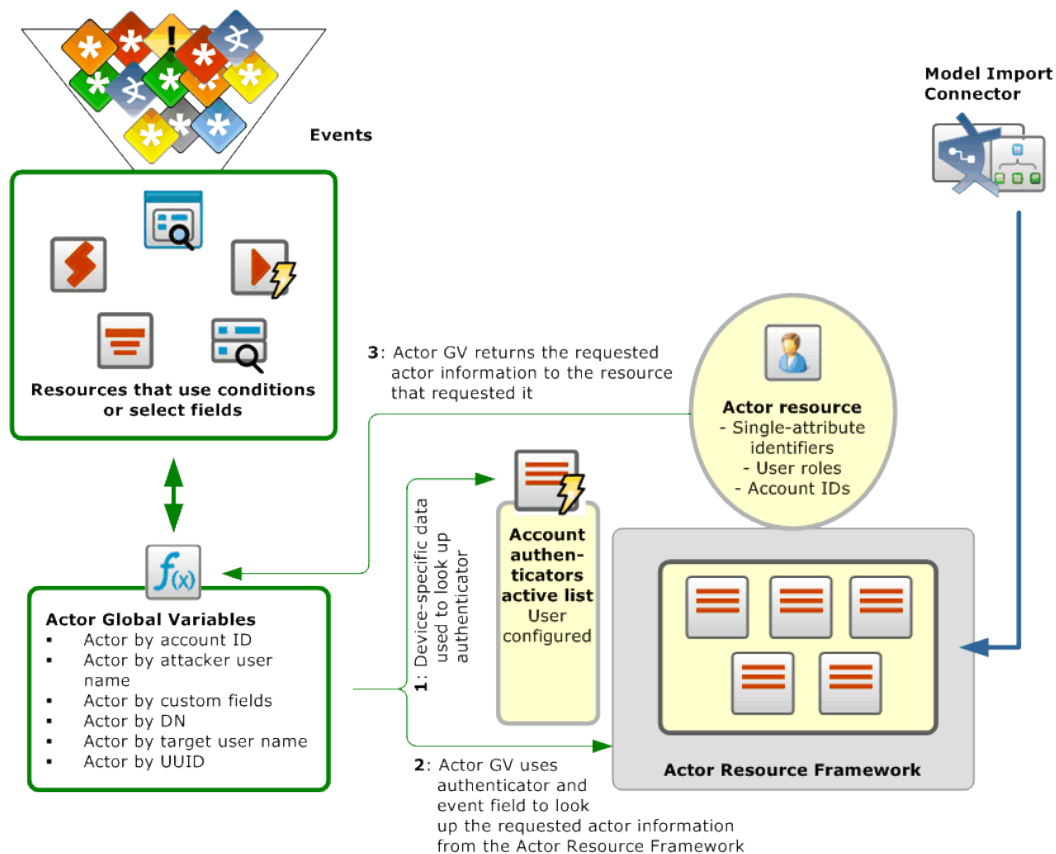 Events
Model Import
Connector
Resources that use conditions
or select fields
3: Actor GV returns the requested
actor information to the resource
that requested it
Actor resource
- Single-attribute
identifiers
- User roles
- Account IDs
1: Device-specific data
used to look up
authenticator
Account
authen-
ticators
active list
User
configured
f(x)
Actor Global Variables
▪ Actor by account ID
▪ Actor by attacker user
name
▪ Actor by custom fields
▪ Actor by DN
▪ Actor by target user name
▪ Actor by UUID
Actor Resource Framework
2: Actor GV uses
authenticator and
event field to look
up the requested actor information
from the Actor Resource Framework